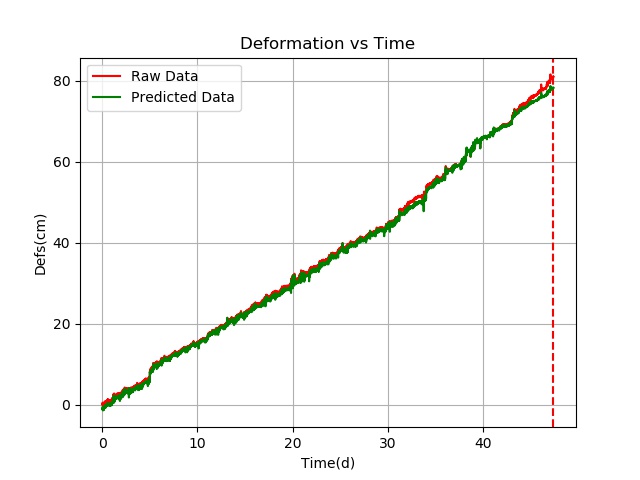 Deformation vs Time
Raw Data
Predicted Data
80
60
40
20
0
Defs(cm)
0 10 20 30 40
Time(d)